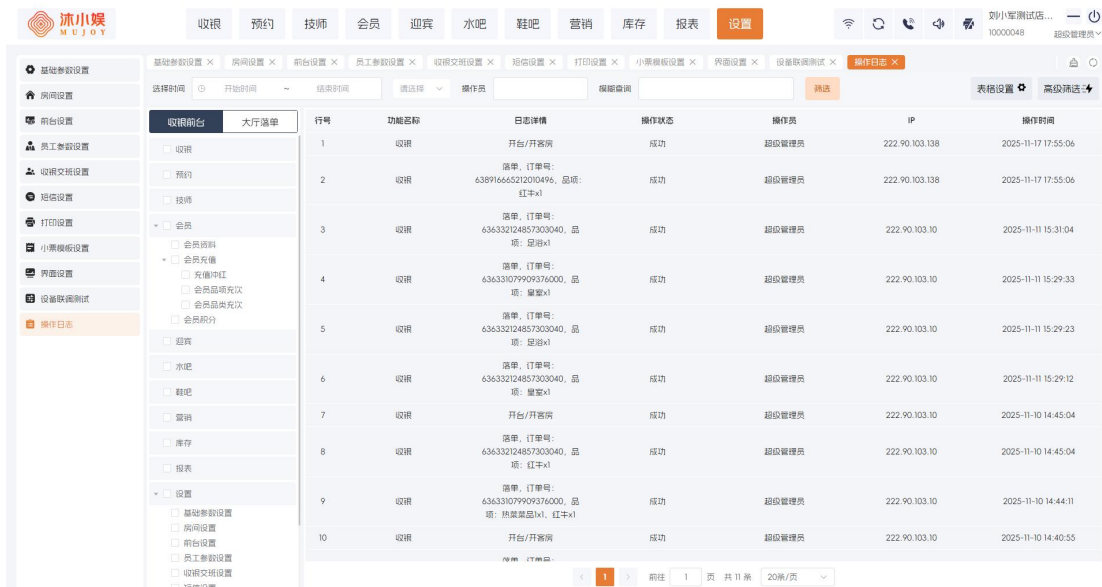 沐小娱
MUJOY
收银 预约 技师 会员 迎宾 水吧 鞋吧 营销 库存 报表 设置
刘小军测试店...
10000048 超级管理员
基础参数设置 房间设置 前台设置 员工参数设置 收银交班设置 短信设置 打印设置 小票模板设置 界面设置 设备联调测试 操作日志
基础参数设置
房间设置
前台设置
员工参数设置
收银交班设置
短信设置
打印设置
小票模板设置
界面设置
设备联调测试
操作日志
选择时间 开始时间 ~ 结束时间 请选择 操作员 模糊查询 筛选 表格设置 高级筛选
收银前台 大厅落单
收银
预约
技师
会员
会员资料
会员充值
充值冲红
会员品项充次
会员品类充次
会员积分
迎宾
水吧
鞋吧
营销
库存
报表
设置
基础参数设置
房间设置
前台设置
员工参数设置
收银交班设置
短信设置
行号 功能名称 日志详情 操作状态 操作员 IP 操作时间
1 收银 开台/开客房 成功 超级管理员 222.90.103.138 2025-11-17 17:55:06
落单, 订单号:
2 收银 638916665212010496, 品项: 成功 超级管理员 222.90.103.138 2025-11-17 17:55:06
红牛x1
落单, 订单号:
3 收银 636332124857303040, 品 成功 超级管理员 222.90.103.10 2025-11-11 15:31:04
项: 足浴x1
落单, 订单号:
4 收银 636331079909376000, 品 成功 超级管理员 222.90.103.10 2025-11-11 15:29:33
项: 皇室x1
落单, 订单号:
5 收银 636332124857303040, 品 成功 超级管理员 222.90.103.10 2025-11-11 15:29:23
项: 足浴x1
落单, 订单号:
6 收银 636332124857303040, 品 成功 超级管理员 222.90.103.10 2025-11-11 15:29:12
项: 皇室x1
7 收银 开台/开客房 成功 超级管理员 222.90.103.10 2025-11-10 14:45:04
落单, 订单号:
8 收银 636332124857303040, 品 成功 超级管理员 222.90.103.10 2025-11-10 14:45:04
项: 红牛x1
落单, 订单号:
9 收银 636331079909376000, 品 成功 超级管理员 222.90.103.10 2025-11-10 14:44:11
项: 热菜菜品1x1, 红牛x1
10 收银 开台/开客房 成功 超级管理员 222.90.103.10 2025-11-10 14:40:55
落单, 订单号:
1 前往 1 页 共 11 条 20条/页